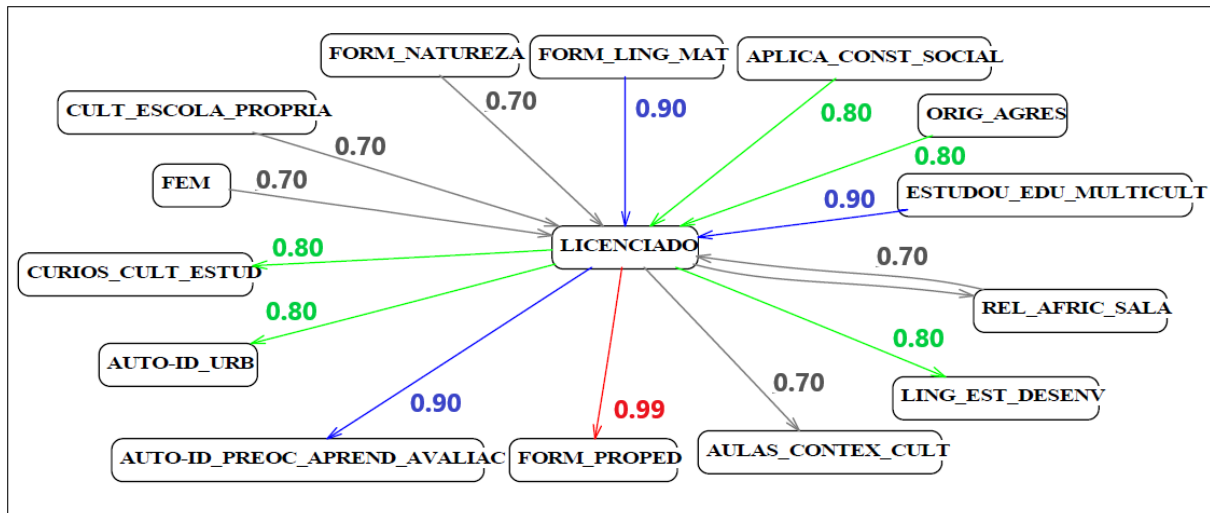 FORM_NATUREZA
FORM_LING_MAT
APLICA_CONST_SOCIAL
CULT_ESCOLA_PROPRIA
0.70
0.90
0.80
ORIG_AGRES
0.70
0.80
FEM
0.70
0.90
ESTUDOU_EDU_MULTICULT
LICENCIADO
CURIOS_CULT_ESTUD
0.80
0.70
REL_AFRIC_SALA
AUTO-ID_URB
0.80
0.80
LING_EST_DESENV
0.90
0.99
0.70
AUTO-ID_PREOC_APREND_AVALIAC
FORM_PROPED
AULAS_CONTEX_CULT